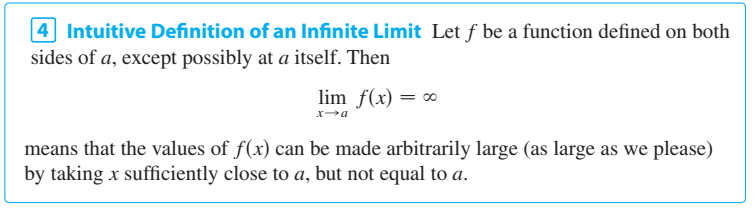 4 Intuitive Definition of an Infinite Limit Let f be a function defined on both
sides of a, except possibly at a itself. Then
lim f(x) = ∞
x→a
means that the values of f(x) can be made arbitrarily large (as large as we please)
by taking x sufficiently close to a, but not equal to a.